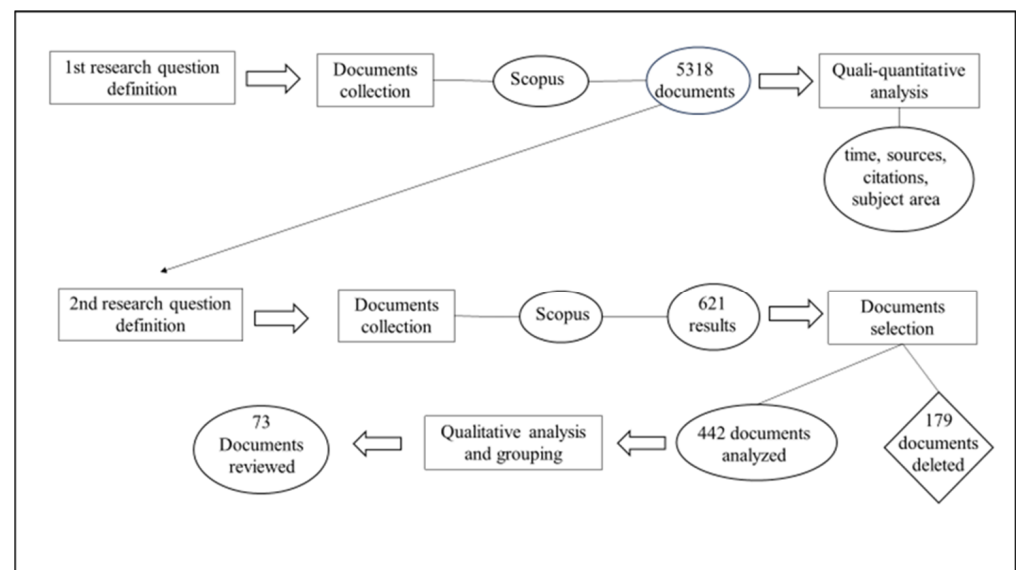 1st research question
definition
Documents
collection
Scopus
5318
documents
Quali-quantitative
analysis
time, sources,
citations,
subject area
2nd research question
definition
Documents
collection
Scopus
621
results
Documents
selection
73
Documents
reviewed
Qualitative analysis
and grouping
442 documents
analyzed
179
documents
deleted